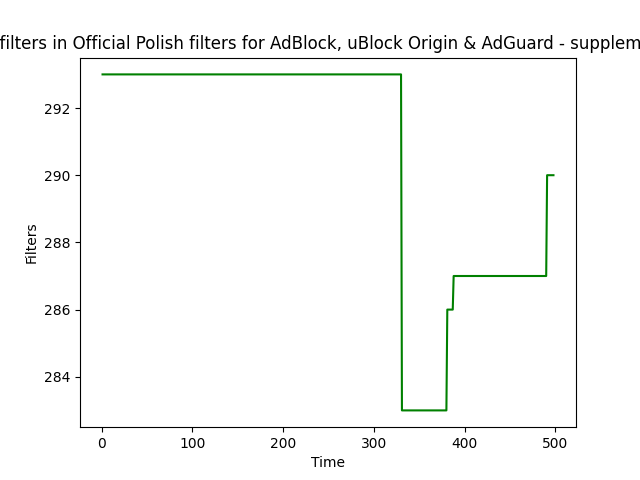 filters in Official Polish filters for AdBlock, uBlock Origin & AdGuard - supplem
292
290
288
286
284
Filters
0 100 200 300 400 500
Time